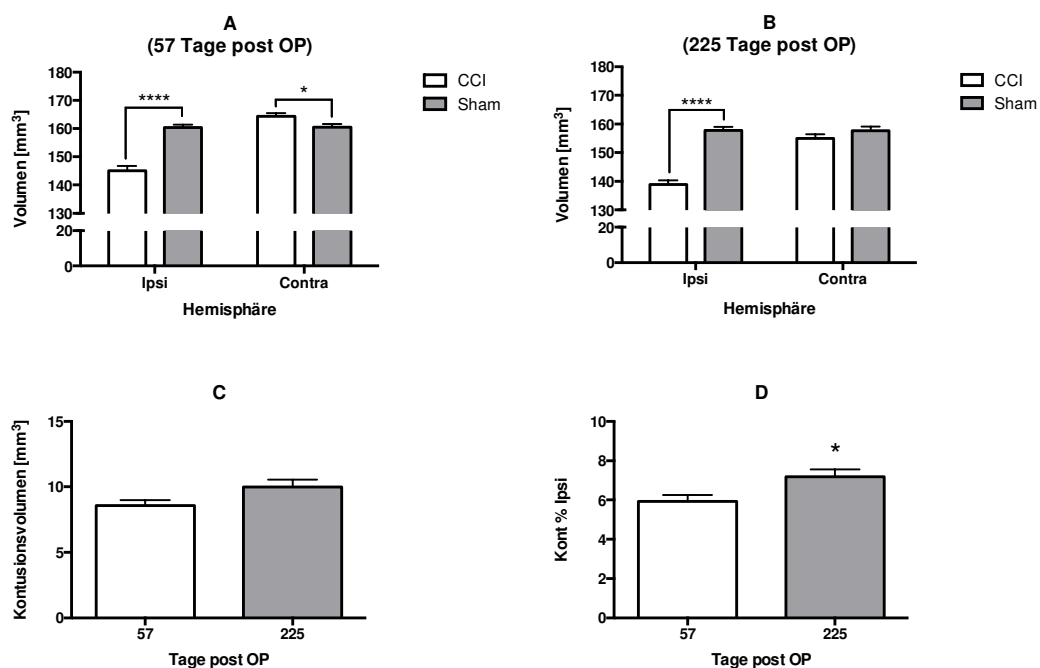 A
(57 Tage post OP)
180
170
160
150
140
130
20
0
Volumen [mm³]
****
*
CCI
Sham
Ipsi
Contra
Hemisphäre
B
(225 Tage post OP)
180
170
160
150
140
130
20
0
Volumen [mm³]
****
CCI
Sham
Ipsi
Contra
Hemisphäre
C
15
10
5
0
Kontusionsvolumen [mm³]
57
225
Tage post OP
D
10
8
6
4
2
0
Kont % Ipsi
*
57
225
Tage post OP